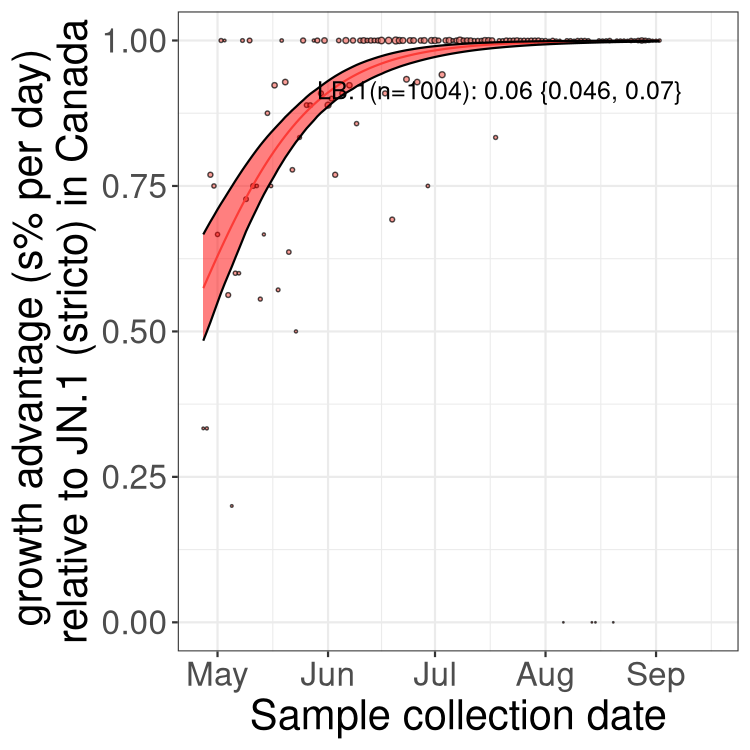 growth advantage (s% per day)
relative to JN.1 (stricto) in Canada
1.00
0.75
0.50
0.25
0.00
LB.1(n=1004): 0.06 {0.046, 0.07}
May Jun Jul Aug Sep
Sample collection date